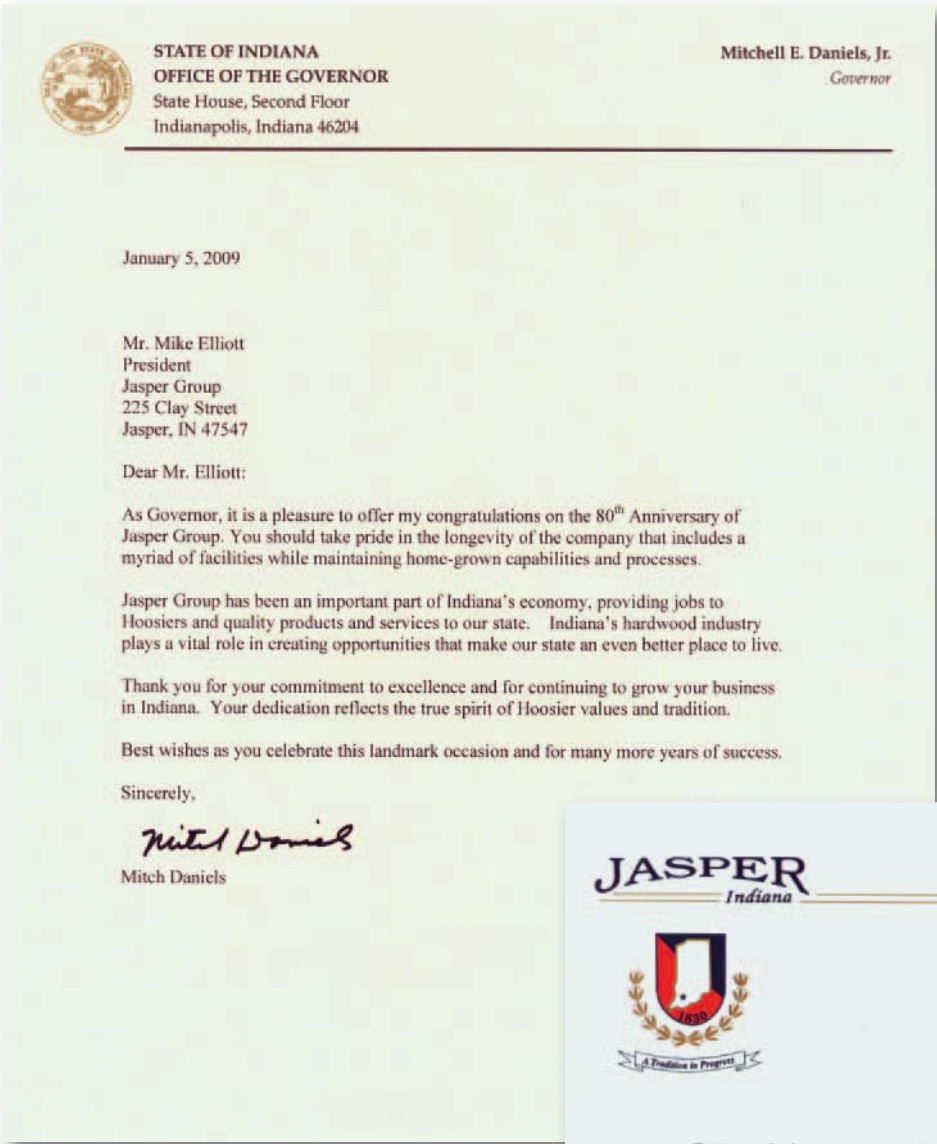 STATE OF INDIANA
OFFICE OF THE GOVERNOR
State House, Second Floor
Indianapolis, Indiana 46204
Mitchell E. Daniels, Jr.
Governor
January 5, 2009
Mr. Mike Elliott
President
Jasper Group
225 Clay Street
Jasper, IN 47547
Dear Mr. Elliott:
As Governor, it is a pleasure to offer my congratulations on the 80th Anniversary of
Jasper Group. You should take pride in the longevity of the company that includes a
myriad of facilities while maintaining home-grown capabilities and processes.
Jasper Group has been an important part of Indiana's economy, providing jobs to
Hoosiers and quality products and services to our state. Indiana's hardwood industry
plays a vital role in creating opportunities that make our state an even better place to live.
Thank you for your commitment to excellence and for continuing to grow your business
in Indiana. Your dedication reflects the true spirit of Hoosier values and tradition.
Best wishes as you celebrate this landmark occasion and for many more years of success.
Sincerely,
Mitch Daniels
Mitch Daniels
JASPER
Indiana
1830
A Tradition in Progress